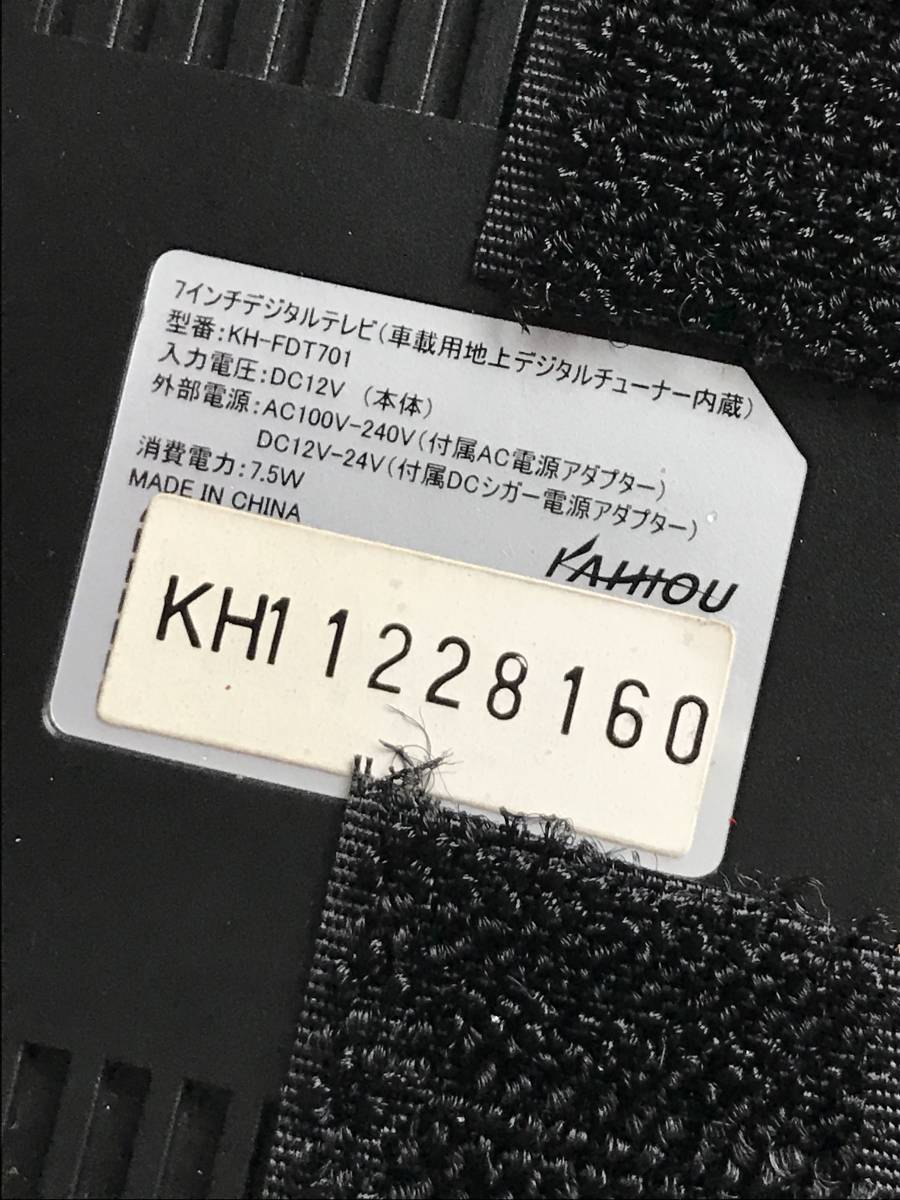 7インチデジタルテレビ(車載用地上デジタルチューナー内蔵)
型番:KH-FDT701
入力電圧:DC12V (本体)
外部電源:AC100V-240V(付属AC電源アダプター)
DC12V-24V(付属DCシガー電源アダプター)
消費電力:7.5W
MADE IN CHINA
KAIHOU
KH11228160